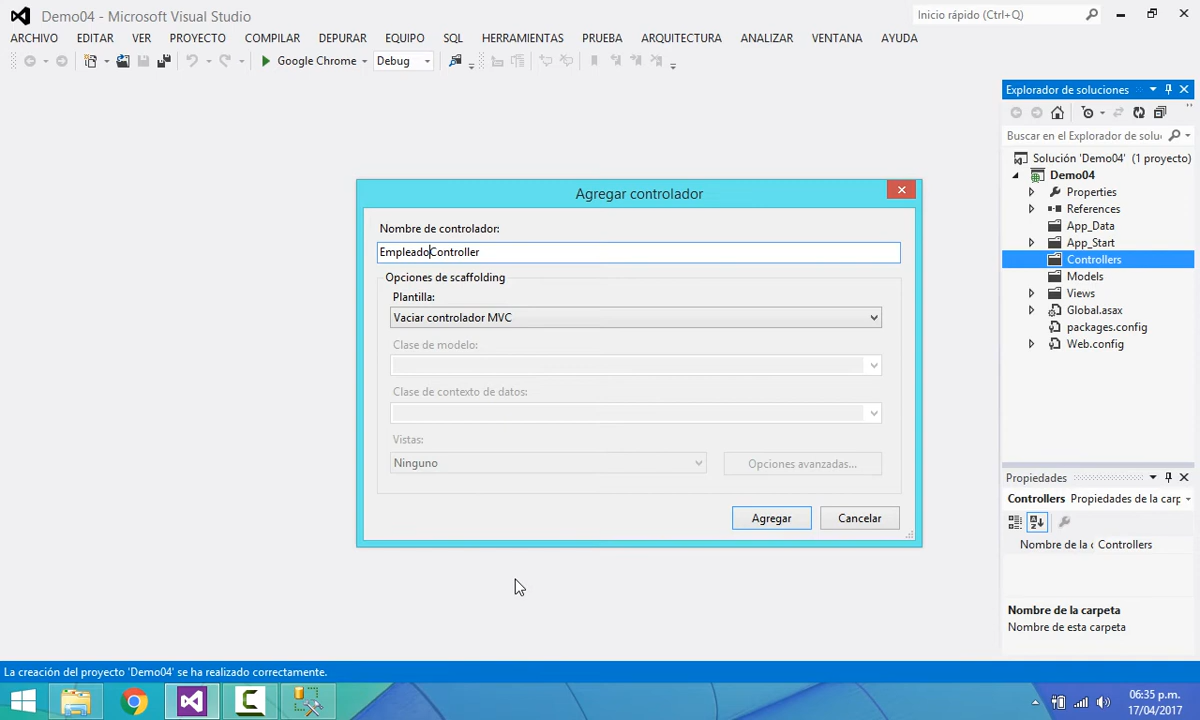 Demo04 - Microsoft Visual Studio
Inicio rápido (Ctrl+Q)
ARCHIVO EDITAR VER PROYECTO COMPILAR DEPURAR EQUIPO SQL HERRAMIENTAS PRUEBA ARQUITECTURA ANALIZAR VENTANA AYUDA
Google Chrome Debug
Explorador de soluciones
Buscar en el Explorador de solu
Solución 'Demo04' (1 proyecto)
Demo04
Properties
References
App_Data
App_Start
Controllers
Models
Views
Global.asax
packages.config
Web.config
Agregar controlador
Nombre de controlador:
EmpleadoController
Opciones de scaffolding
Plantilla:
Vaciar controlador MVC
Clase de modelo:
Clase de contexto de datos:
Vistas:
Ninguno Opciones avanzadas...
Agregar Cancelar
Propiedades
Controllers Propiedades de la carp
Nombre de la c Controllers
Nombre de la carpeta
Nombre de esta carpeta
La creación del proyecto 'Demo04' se ha realizado correctamente.
06:35 p.m.
17/04/2017